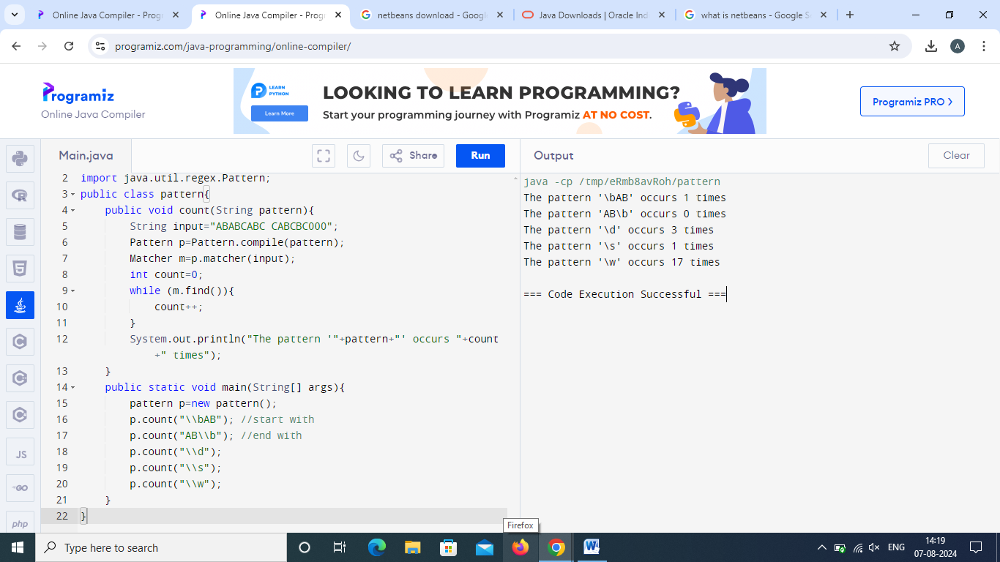 Online Java Compiler - Progr
Online Java Compiler - Progr
netbeans download - Googl
Java Downloads | Oracle Ind
what is netbeans - Google S
programiz.com/java-programming/online-compiler/
A
Programiz
Online Java Compiler
LEARN
PYTHON
Learn More
LOOKING TO LEARN PROGRAMMING?
Start your programming journey with Programiz AT NO COST.
Programiz PRO >
Main.java
Share
Run
Output
Clear
2 import java.util.regex.Pattern;
3 public class pattern{
4 public void count(String pattern){
5 String input="ABABCABC CABCBC000";
6 Pattern p=Pattern.compile(pattern);
7 Matcher m=p.matcher(input);
8 int count=0;
9 while (m.find()){
10 count++;
11 }
12 System.out.println("The pattern '"+pattern+"' occurs "+count
+" times");
13 }
14 public static void main(String[] args){
15 pattern p=new pattern();
16 p.count("\\bAB"); //start with
17 p.count("AB\\b"); //end with
18 p.count("\\d");
19 p.count("\\s");
20 p.count("\\w");
21 }
22 }
java -cp /tmp/eRmb8avRoh/pattern
The pattern '\bAB' occurs 1 times
The pattern 'AB\b' occurs 0 times
The pattern '\d' occurs 3 times
The pattern '\s' occurs 1 times
The pattern '\w' occurs 17 times
=== Code Execution Successful ===
R
5
C
C
C
JS
GO
php
Firefox
Type here to search
W
ENG
14:19
07-08-2024